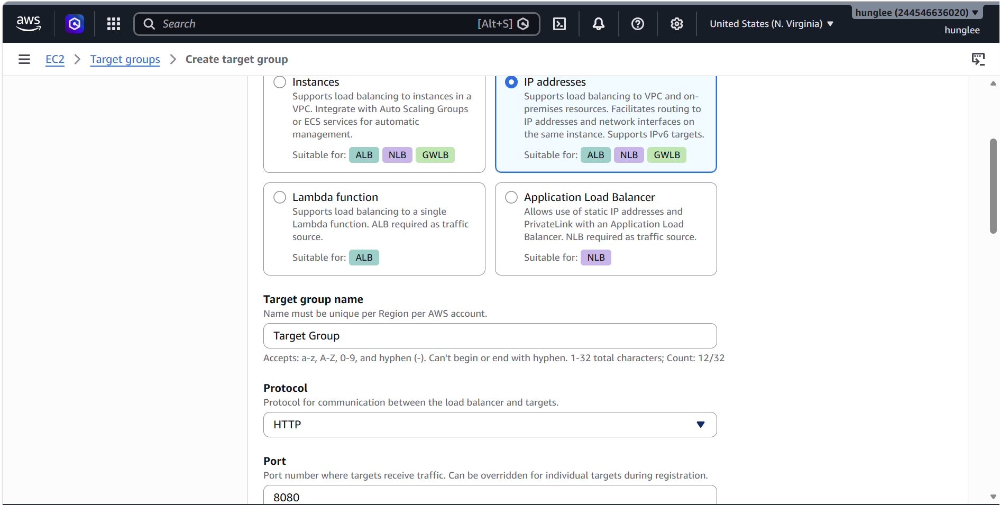 aws
Search
[Alt+S]
United States (N. Virginia)
hunglee (244546636020)
hunglee
EC2
Target groups
Create target group
Instances
Supports load balancing to instances in a
VPC. Integrate with Auto Scaling Groups
or ECS services for automatic
management.
Suitable for: ALB NLB GWLB
IP addresses
Supports load balancing to VPC and on-
premises resources. Facilitates routing to
IP addresses and network interfaces on
the same instance. Supports IPv6 targets.
Suitable for: ALB NLB GWLB
Lambda function
Supports load balancing to a single
Lambda function. ALB required as traffic
source.
Suitable for: ALB
Application Load Balancer
Allows use of static IP addresses and
PrivateLink with an Application Load
Balancer. NLB required as traffic source.
Suitable for: NLB
Target group name
Name must be unique per Region per AWS account.
Target Group
Accepts: a-z, A-Z, 0-9, and hyphen (-). Can't begin or end with hyphen. 1-32 total characters; Count: 12/32
Protocol
Protocol for communication between the load balancer and targets.
HTTP
Port
Port number where targets receive traffic. Can be overridden for individual targets during registration.
8080